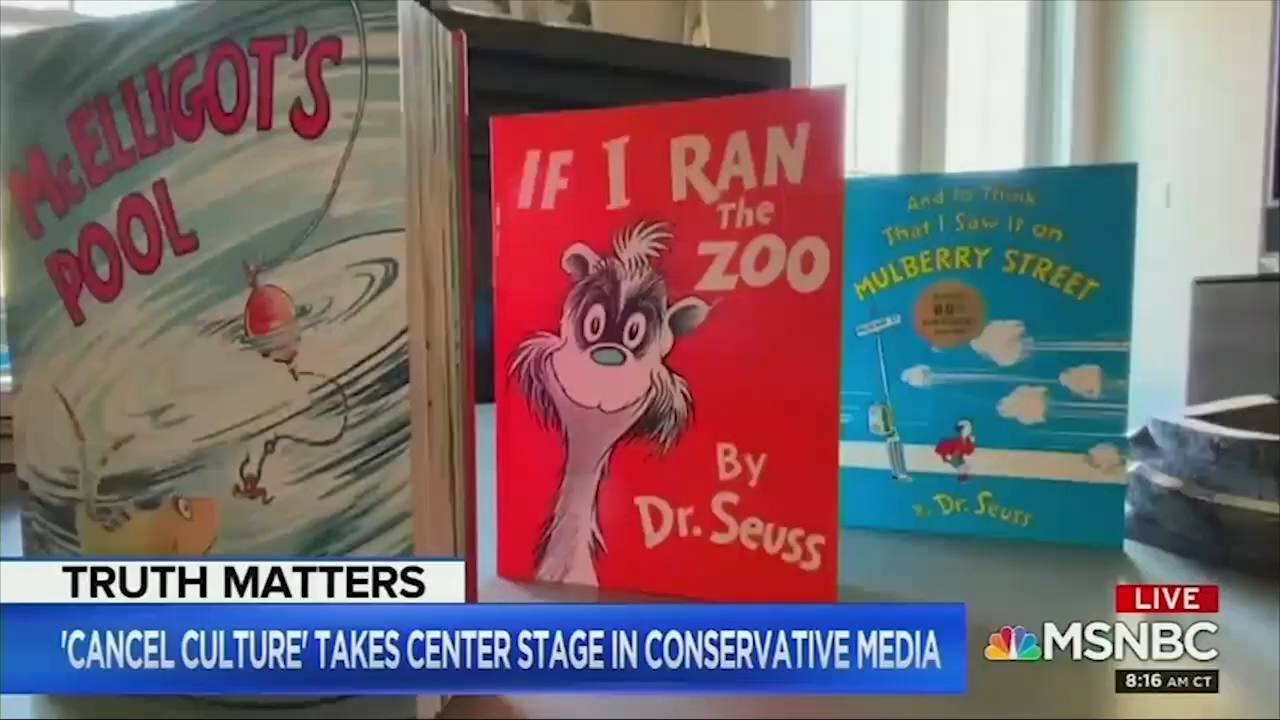 McELLIGOT'S
POOL
IF I RAN
The
ZOO
By
Dr. Seuss
And to Think
That I Saw It on
MULBERRY STREET
By Dr. Seuss
TRUTH MATTERS
'CANCEL CULTURE' TAKES CENTER STAGE IN CONSERVATIVE MEDIA
LIVE
MSNBC
8:16 AM CT